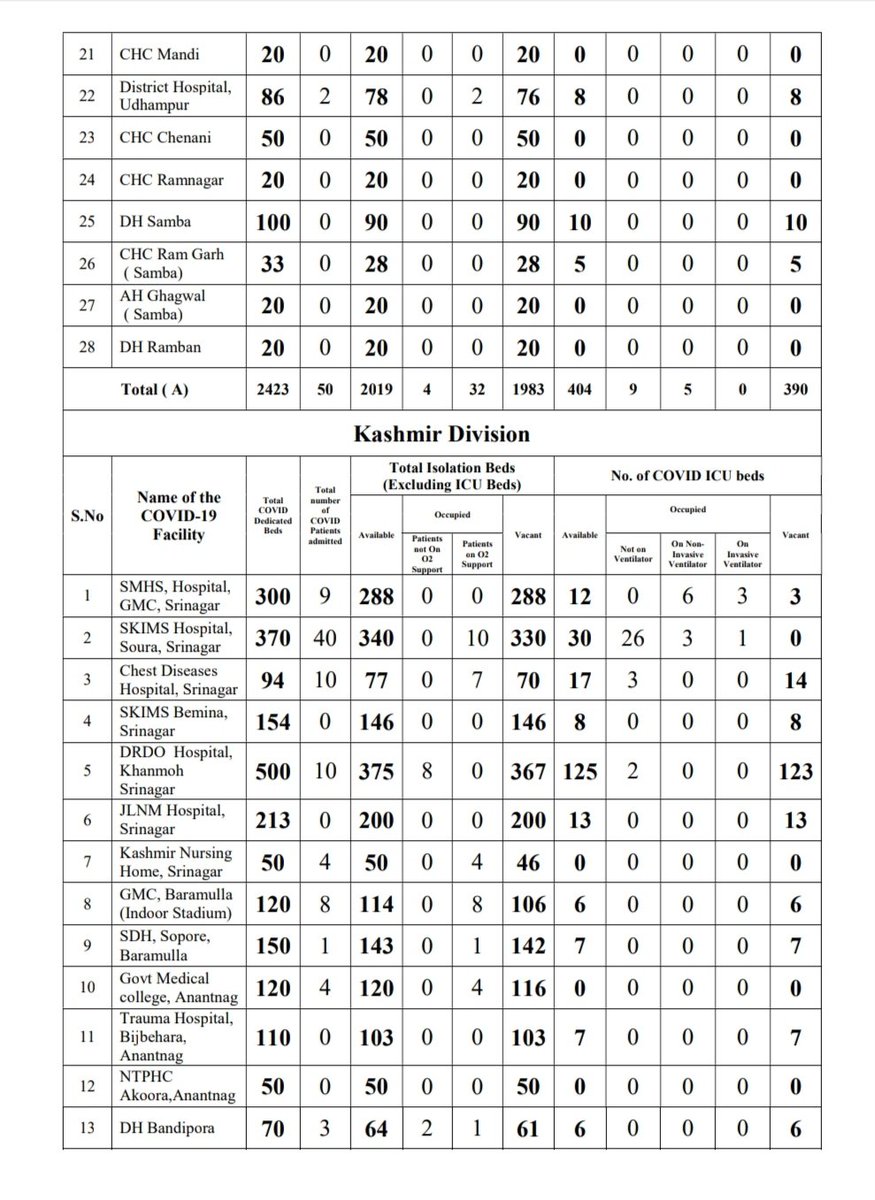 21 CHC Mandi 20 0 20 0 0 20 0 0 0 0 0
22 District Hospital, Udhampur 86 2 78 0 2 76 8 0 0 0 8
23 CHC Chenani 50 0 50 0 0 50 0 0 0 0 0
24 CHC Ramnagar 20 0 20 0 0 20 0 0 0 0 0
25 DH Samba 100 0 90 0 0 90 10 0 0 0 10
26 CHC Ram Garh ( Samba) 33 0 28 0 0 28 5 0 0 0 5
27 AH Ghagwal ( Samba) 20 0 20 0 0 20 0 0 0 0 0
28 DH Ramban 20 0 20 0 0 20 0 0 0 0 0
Total ( A) 2423 50 2019 4 32 1983 404 9 5 0 390
Kashmir Division
S.No
Name of the COVID-19 Facility
Total COVID Dedicated Beds
Total number of COVID Patients admitted
Total Isolation Beds (Excluding ICU Beds)
No. of COVID ICU beds
Available
Occupied
Patients not On O2 Support
Patients on O2 Support
Vacant
Available
Occupied
Not on Ventilator
On Non-Invasive Ventilator
On Invasive Ventilator
Vacant
1 SMHS, Hospital, GMC, Srinagar 300 9 288 0 0 288 12 0 6 3 3
2 SKIMS Hospital, Soura, Srinagar 370 40 340 0 10 330 30 26 3 1 0
3 Chest Diseases Hospital, Srinagar 94 10 77 0 7 70 17 3 0 0 14
4 SKIMS Bemina, Srinagar 154 0 146 0 0 146 8 0 0 0 8
5 DRDO Hospital, Khanmoh Srinagar 500 10 375 8 0 367 125 2 0 0 123
6 JLNM Hospital, Srinagar 213 0 200 0 0 200 13 0 0 0 13
7 Kashmir Nursing Home, Srinagar 50 4 50 0 4 46 0 0 0 0 0
8 GMC, Baramulla (Indoor Stadium) 120 8 114 0 8 106 6 0 0 0 6
9 SDH, Sopore, Baramulla 150 1 143 0 1 142 7 0 0 0 7
10 Govt Medical college, Anantnag 120 4 120 0 4 116 0 0 0 0 0
11 Trauma Hospital, Bijbehara, Anantnag 110 0 103 0 0 103 7 0 0 0 7
12 NTPHC Akoora,Anantnag 50 0 50 0 0 50 0 0 0 0 0
13 DH Bandipora 70 3 64 2 1 61 6 0 0 0 6